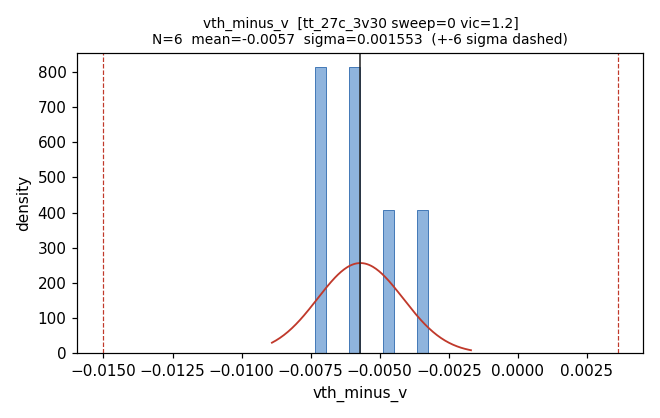 vth_minus_v  [tt_27c_3v30 sweep=0 vic=1.2]
N=6  mean=-0.0057  sigma=0.001553  (+-6 sigma dashed)
density
800
700
600
500
400
300
200
100
0
−0.0150 −0.0125 −0.0100 −0.0075 −0.0050 −0.0025 0.0000 0.0025
vth_minus_v